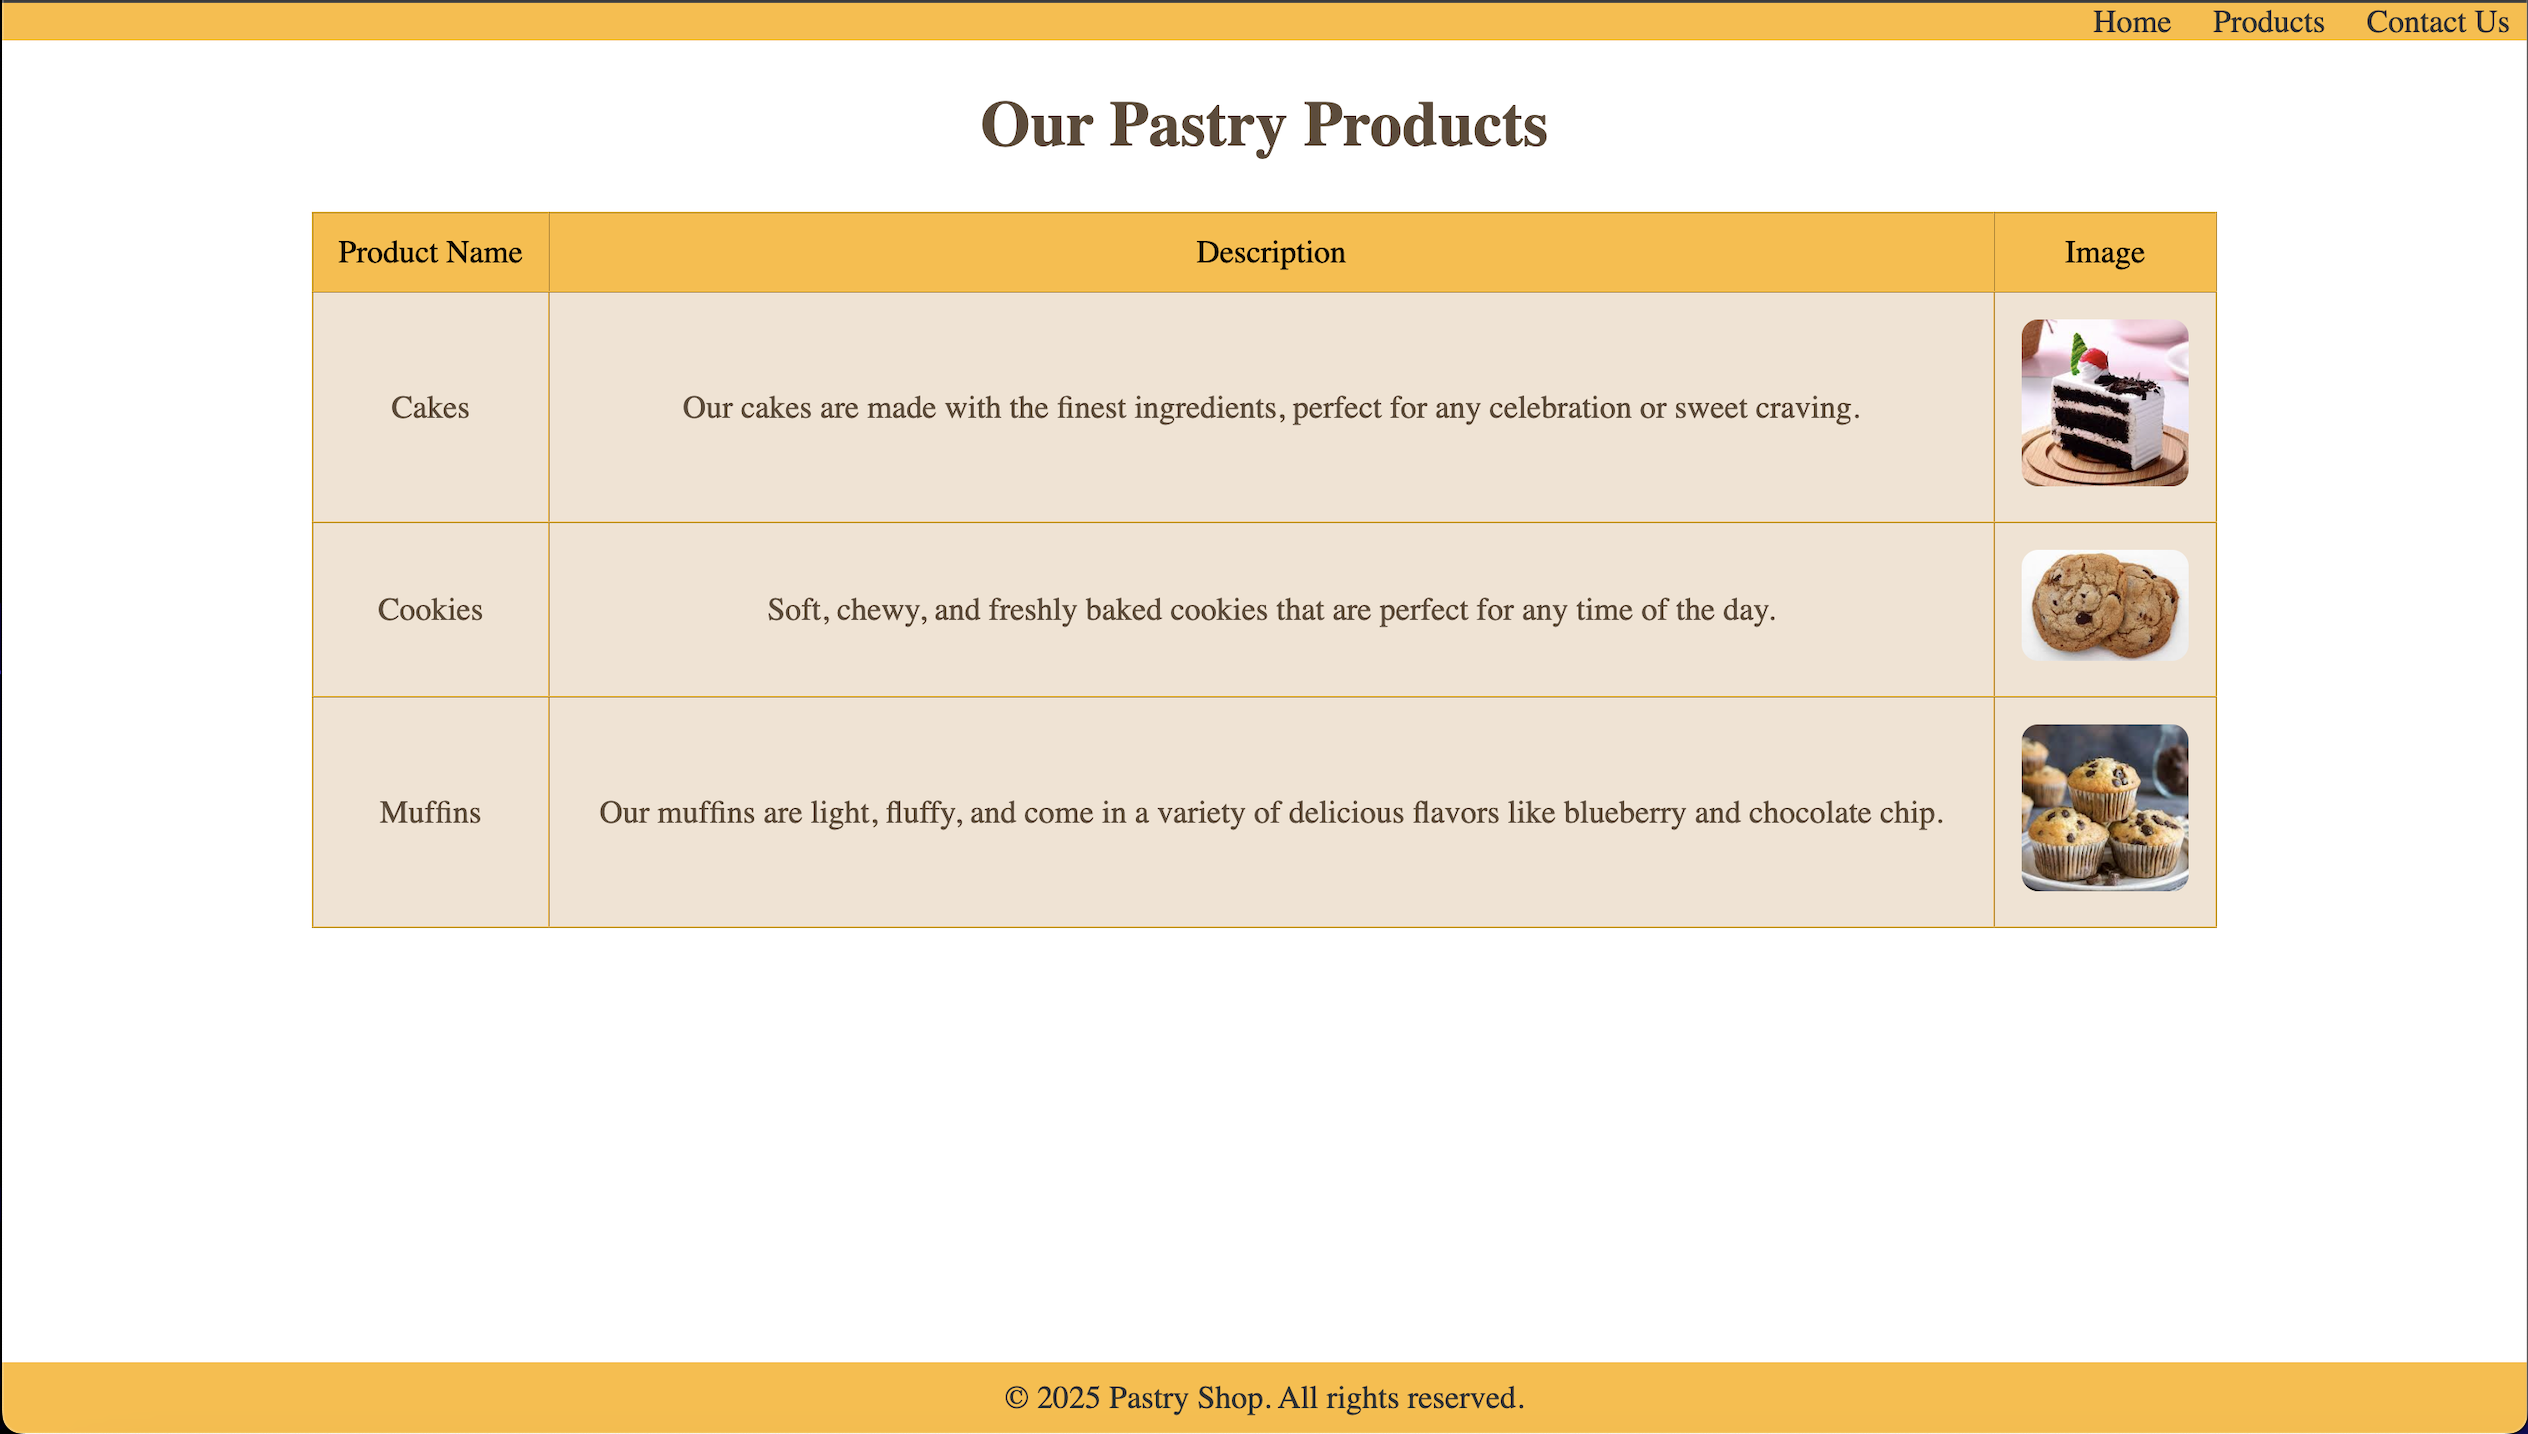 Home Products Contact Us
Our Pastry Products
Product Name Description Image
Cakes Our cakes are made with the finest ingredients, perfect for any celebration or sweet craving.
Cookies Soft, chewy, and freshly baked cookies that are perfect for any time of the day.
Muffins Our muffins are light, fluffy, and come in a variety of delicious flavors like blueberry and chocolate chip.
© 2025 Pastry Shop. All rights reserved.